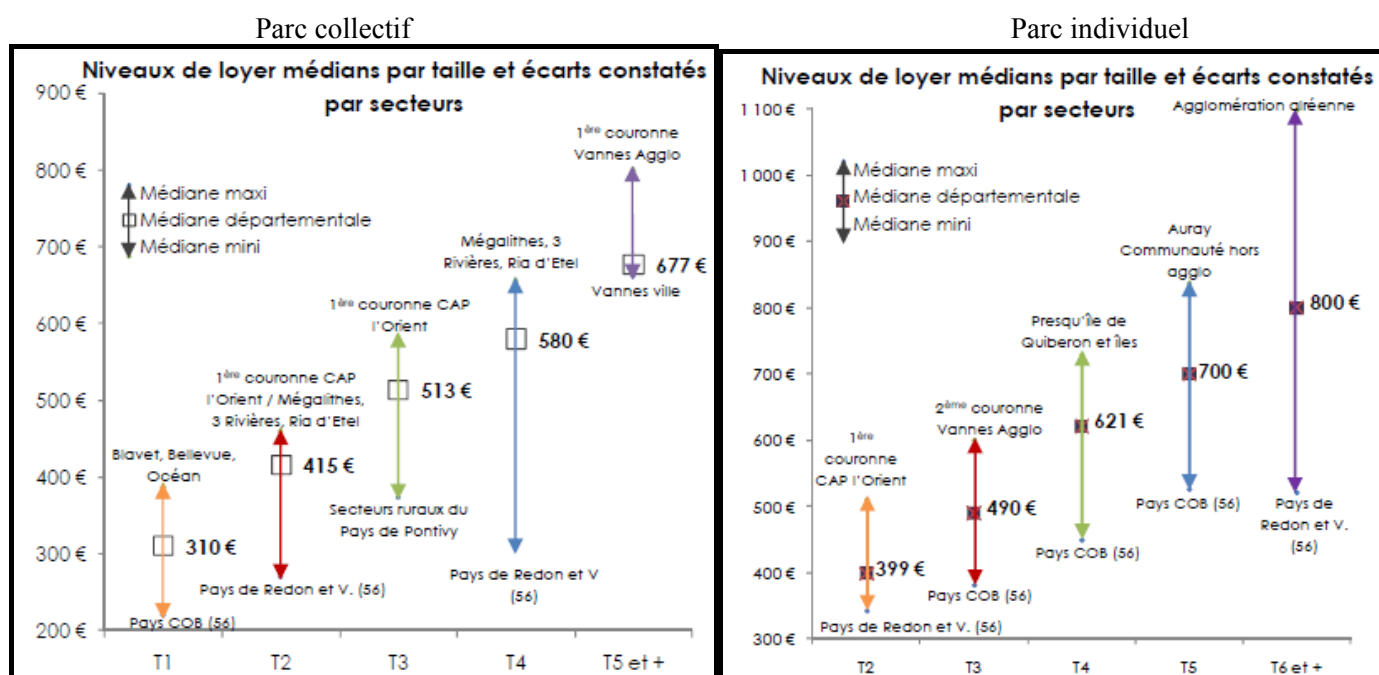 Parc collectif
Niveaux de loyer médians par taille et écarts constatés
par secteurs
900 €
800 €
700 €
600 €
500 €
400 €
300 €
200 €
Médiane maxi
Médiane départementale
Médiane mini
Blavet, Bellevue,
Océan
310 €
Pays COB (56)
1ère couronne CAP
l'Orient / Mégalithes,
3 Rivières, Ria d'Etel
415 €
Pays de Redon et V. (56)
1ère couronne CAP
l'Orient
513 €
Secteurs ruraux du
Pays de Pontivy
Mégalithes, 3
Rivières, Ria d'Etel
580 €
Pays de Redon et V
(56)
1ère couronne
Vannes Agglo
677 €
Vannes ville
T1
T2
T3
T4
T5 et +
Parc individuel
Niveaux de loyer médians par taille et écarts constatés
par secteurs
1 100 €
1 000 €
900 €
800 €
700 €
600 €
500 €
400 €
300 €
Médiane maxi
Médiane départementale
Médiane mini
1ère
couronne
CAP l'Orient
399 €
Pays de Redon et V. (56)
2ème couronne
Vannes Agglo
490 €
Pays COB (56)
Presqu'île de
Quiberon et îles
621 €
Pays COB (56)
Auray
Communauté hors
agglo
700 €
Pays COB (56)
Agglomération alréenne
800 €
Pays de
Redon et V.
(56)
T2
T3
T4
T5
T6 et +